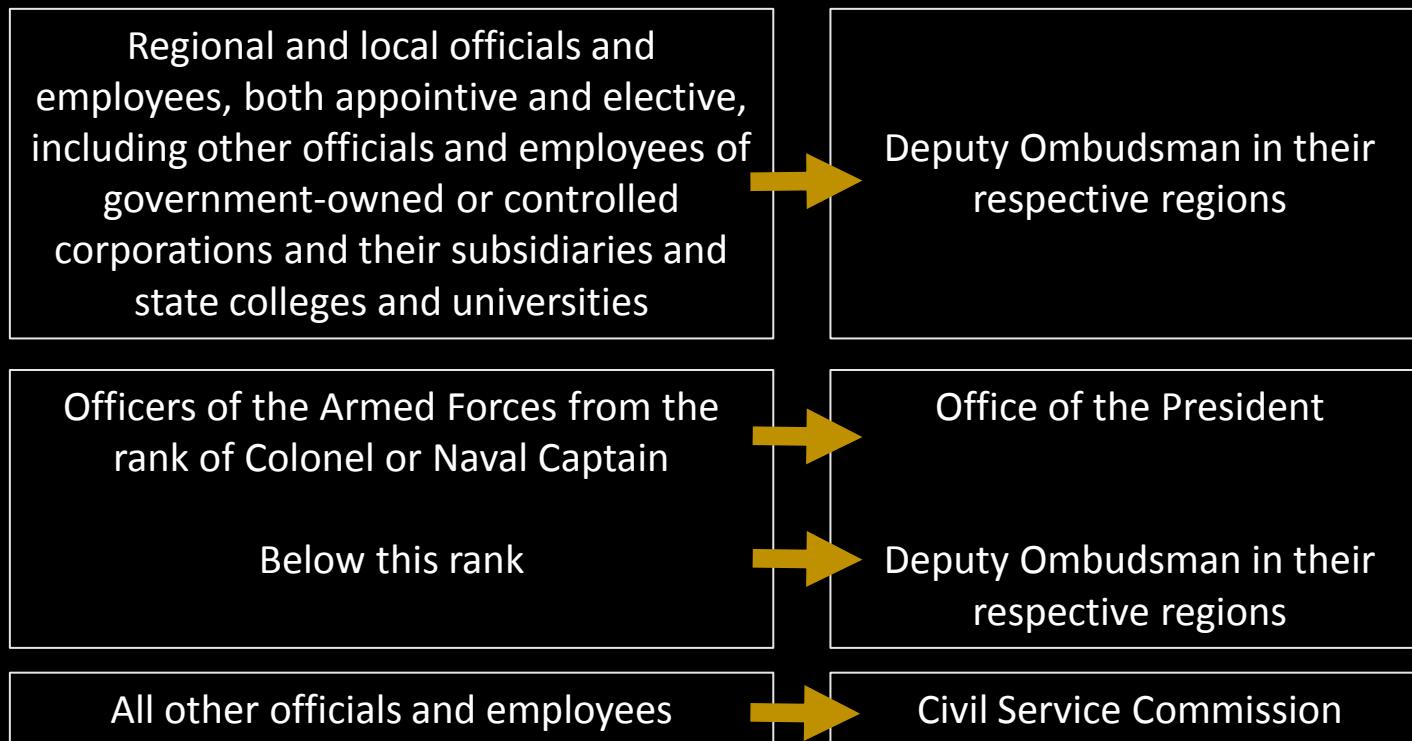 Regional and local officials and
employees, both appointive and elective,
including other officials and employees of
government-owned or controlled
corporations and their subsidiaries and
state colleges and universities
Deputy Ombudsman in their
respective regions
Officers of the Armed Forces from the
rank of Colonel or Naval Captain
Office of the President
Below this rank
Deputy Ombudsman in their
respective regions
All other officials and employees
Civil Service Commission